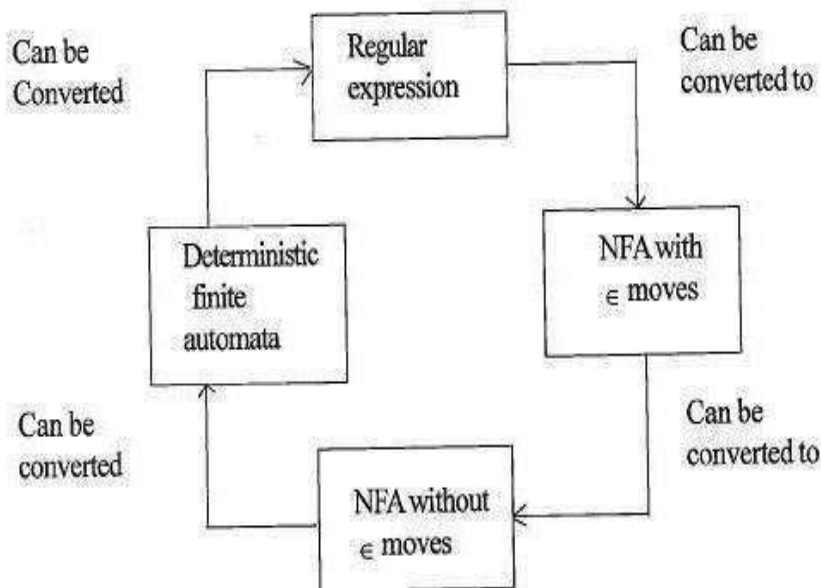 Can be
Converted
Regular
expression
Can be
converted to
Deterministic
finite
automata
NFA with
∈ moves
Can be
converted
NFA without
∈ moves
Can be
converted to